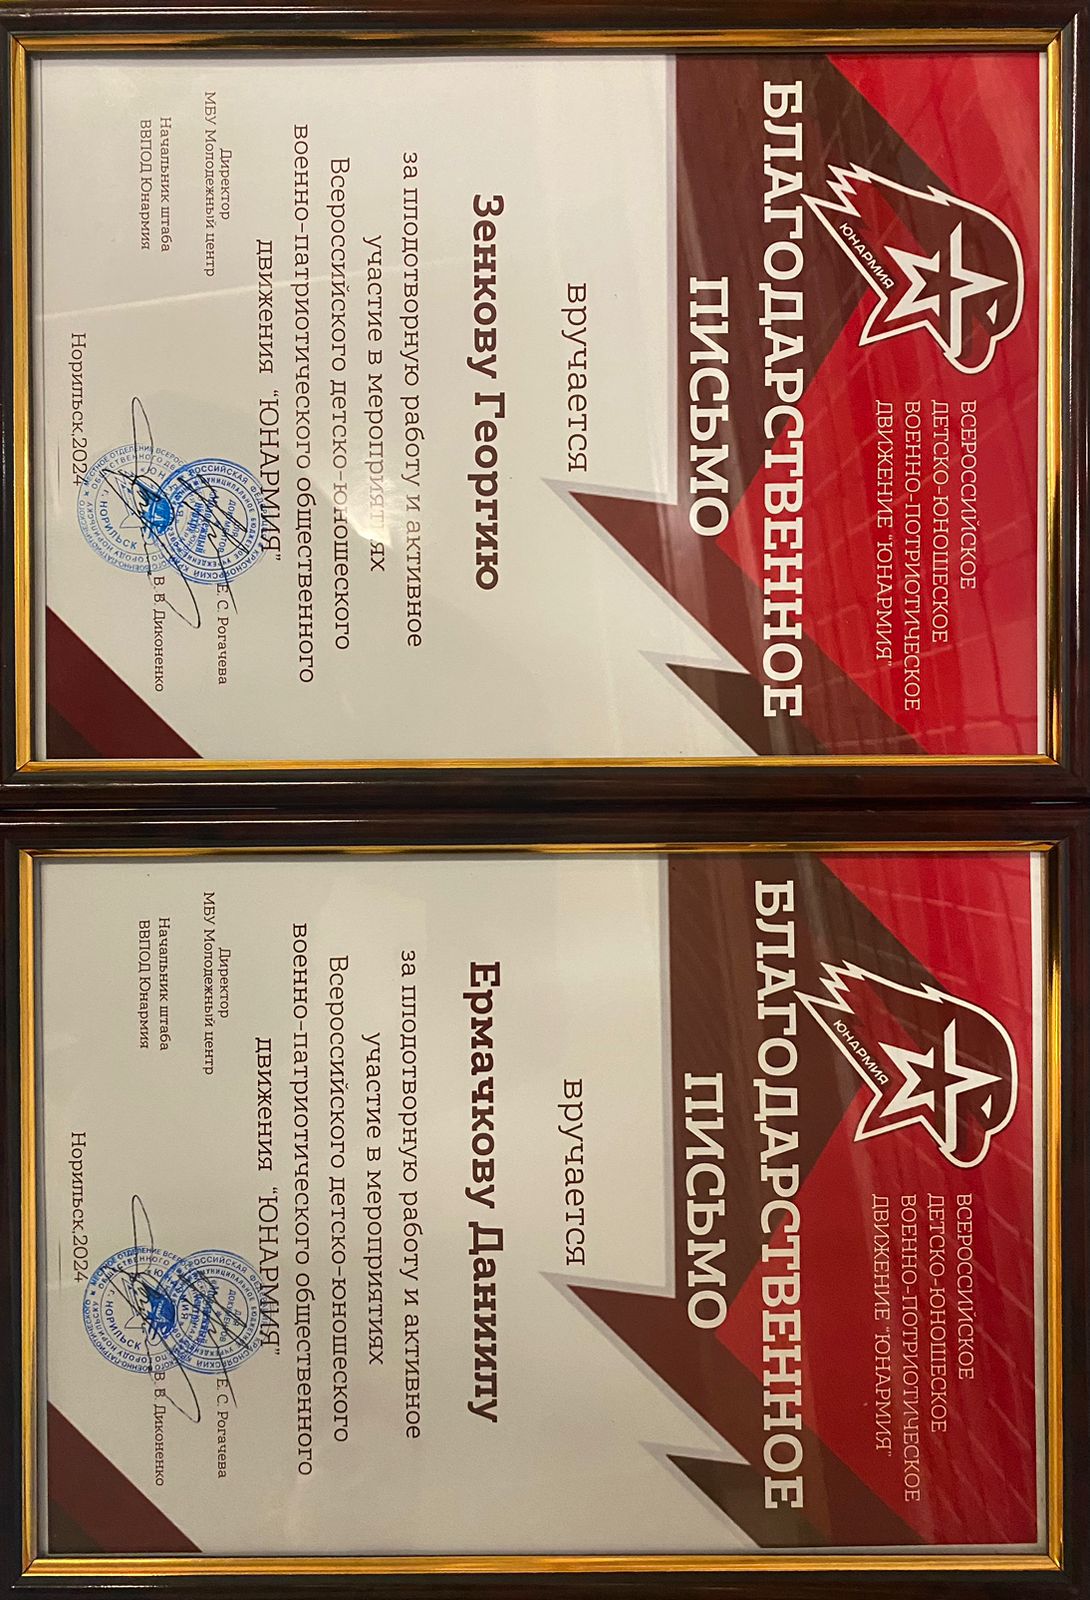 ЮНАРМИЯ
ВСЕРОССИЙСКОЕ
ДЕТСКО-ЮНОШЕСКОЕ
ВОЕННО-ПОТРИОТИЧЕСКОЕ
ДВИЖЕНИЕ "ЮНАРМИЯ"
БЛАГОДАРСТВЕННОЕ
ПИСЬМО
вручается
Зенкову Георгию
за плодотворную работу и активное
участие в мероприятиях
Всероссийского детско-юношеского
военно-патриотического общественного
движения “ЮНАРМИЯ”
Директор
МБУ Молодежный центр
Е. С. Рогачева
Начальник штаба
ВВПОД Юнармия
В. В. Диконенко
г. НОРИЛЬСК
Норильск.2024
ЮНАРМИЯ
ВСЕРОССИЙСКОЕ
ДЕТСКО-ЮНОШЕСКОЕ
ВОЕННО-ПОТРИОТИЧЕСКОЕ
ДВИЖЕНИЕ "ЮНАРМИЯ"
БЛАГОДАРСТВЕННОЕ
ПИСЬМО
вручается
Ермачкову Даниилу
за плодотворную работу и активное
участие в мероприятиях
Всероссийского детско-юношеского
военно-патриотического общественного
движения “ЮНАРМИЯ”
Директор
МБУ Молодежный центр
Е. С. Рогачева
Начальник штаба
ВВПОД Юнармия
В. В. Диконенко
г. НОРИЛЬСК
Норильск.2024